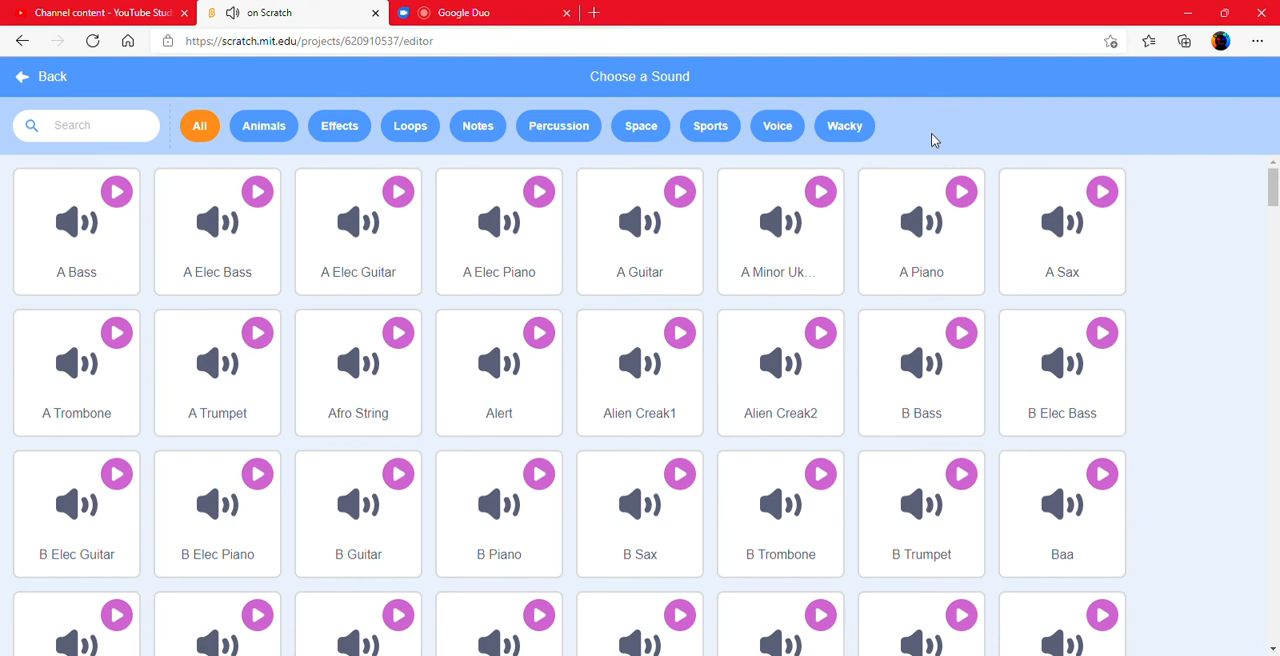 Channel content - YouTube Stud
on Scratch
Google Duo
https://scratch.mit.edu/projects/620910537/editor
Back
Choose a Sound
Search
All
Animals
Effects
Loops
Notes
Percussion
Space
Sports
Voice
Wacky
A Bass
A Elec Bass
A Elec Guitar
A Elec Piano
A Guitar
A Minor Uk...
A Piano
A Sax
A Trombone
A Trumpet
Afro String
Alert
Alien Creak1
Alien Creak2
B Bass
B Elec Bass
B Elec Guitar
B Elec Piano
B Guitar
B Piano
B Sax
B Trombone
B Trumpet
Baa